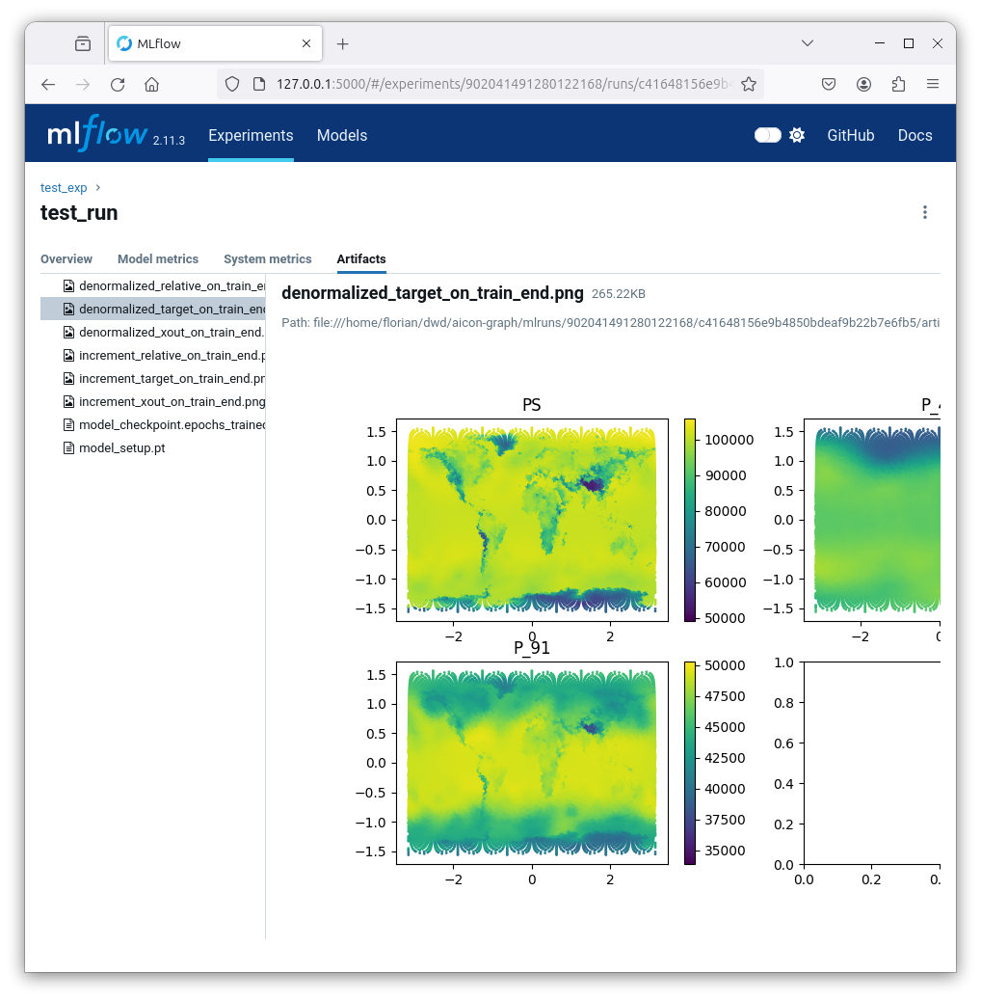 MLflow
127.0.0.1:5000/#/experiments/902041491280122168/runs/c41648156e9b4
mlflow 2.11.3 Experiments Models GitHub Docs
test_exp
test_run
Overview Model metrics System metrics Artifacts
denormalized_relative_on_train_e
denormalized_target_on_train_end
denormalized_xout_on_train_end.
increment_relative_on_train_end.p
increment_target_on_train_end.pr
increment_xout_on_train_end.png
model_checkpoint.epochs_trained
model_setup.pt
denormalized_target_on_train_end.png 265.22KB
Path: file:///home/florian/dwd/aicon-graph/mlruns/902041491280122168/c41648156e9b4850bdeaf9b22b7e6fb5/arti
PS
1.5
1.0
0.5
0.0
−0.5
−1.0
−1.5
−2 0 2
100000
90000
80000
70000
60000
50000
P_4
1.5
1.0
0.5
0.0
−0.5
−1.0
−1.5
−2 0
P_91
1.5
1.0
0.5
0.0
−0.5
−1.0
−1.5
−2 0 2
50000
47500
45000
42500
40000
37500
35000
1.0
0.8
0.6
0.4
0.2
0.0
0.0 0.2 0.